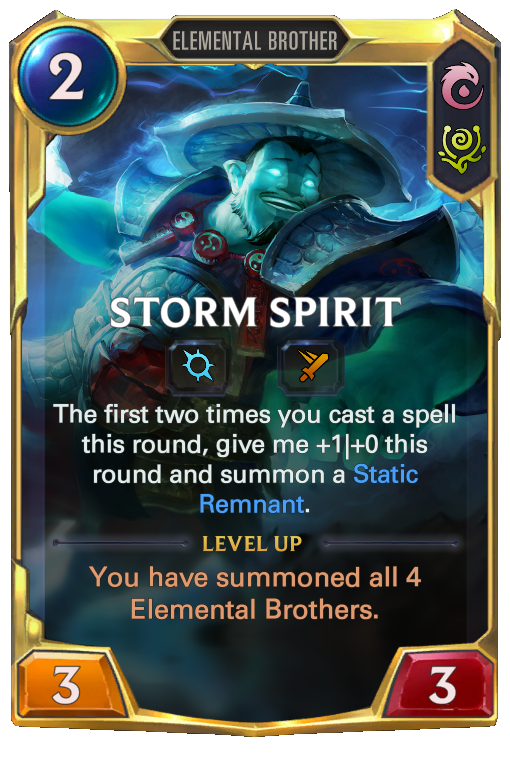 ELEMENTAL BROTHER
2
STORM SPIRIT
The first two times you cast a spell
this round, give me +1|+0 this
round and summon a Static
Remnant.
LEVEL UP
You have summoned all 4
Elemental Brothers.
3
3